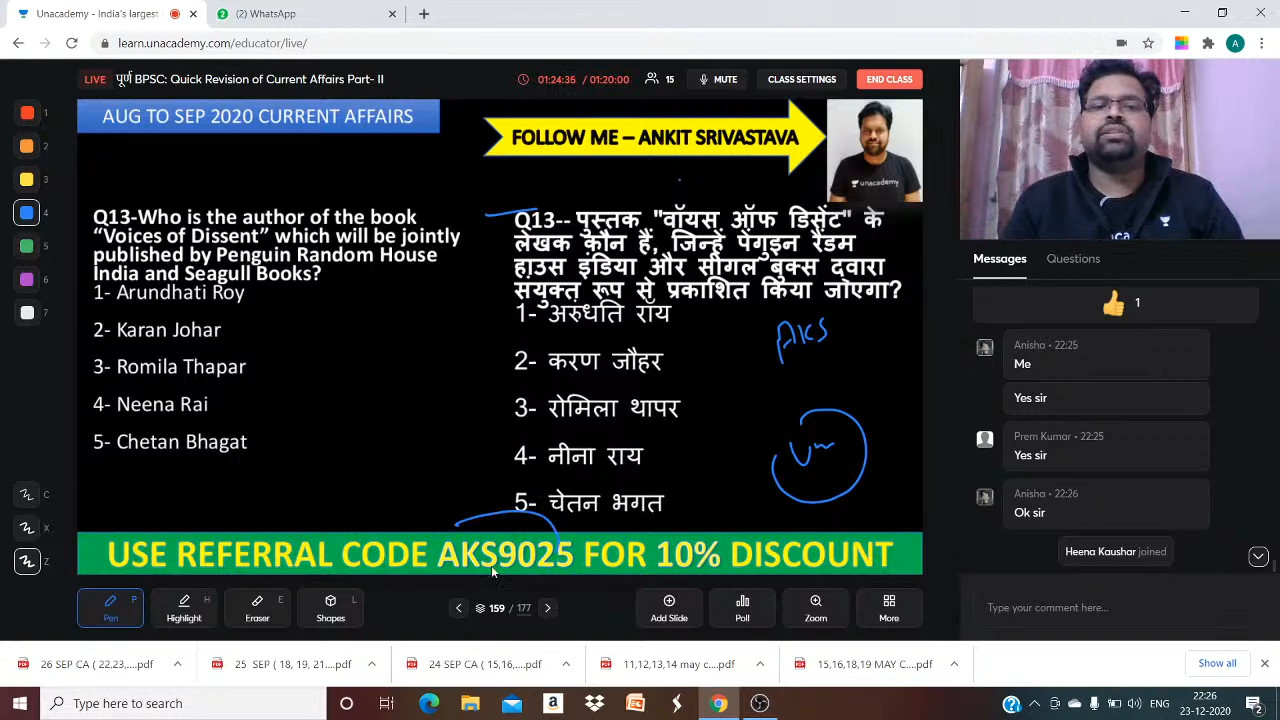 Unacademy - India's largest
(2) WhatsApp
learn.unacademy.com/educator/live/
A
LIVE
पूर्ण BPSC: Quick Revision of Current Affairs Part- II
01:24:35 / 01:20:00
15
MUTE
CLASS SETTINGS
END CLASS
AUG TO SEP 2020 CURRENT AFFAIRS
FOLLOW ME – ANKIT SRIVASTAVA
unacademy
Q13-Who is the author of the book
“Voices of Dissent” which will be jointly
published by Penguin Random House
India and Seagull Books?
1- Arundhati Roy
2- Karan Johar
3- Romila Thapar
4- Neena Rai
5- Chetan Bhagat
Q13-- पुस्तक "वॉयस ऑफ डिसेंट" के
लेखक कौन हैं, जिन्हें पेंगुइन रैंडम
हाउस इंडिया और सीगल बुक्स द्वारा
संयुक्त रूप से प्रकाशित किया जाएगा?
1- अरुंधति रॉय
2- करण जौहर
3- रोमिला थापर
4- नीना राय
5- चेतन भगत
AKS
USE REFERRAL CODE AKS9025 FOR 10% DISCOUNT
1
2
3
4
5
6
7
C
X
Z
Pen
P
Highlight
H
Eraser
E
Shapes
L
159 / 177
Add Slide
Poll
Zoom
More
Messages
Questions
1
Anisha · 22:25
Me
Yes sir
Prem Kumar · 22:25
Yes sir
Anisha · 22:26
Ok sir
Heena Kaushar joined
Type your comment here...
26 SEP CA ( 22,23,....pdf
25 SEP ( 18, 19, 21....pdf
24 SEP CA ( 15,16,....pdf
11,12,13,14 may c....pdf
15,16,18,19 MAY C....pdf
Show all
Type here to search
ENG
22:26
23-12-2020
2